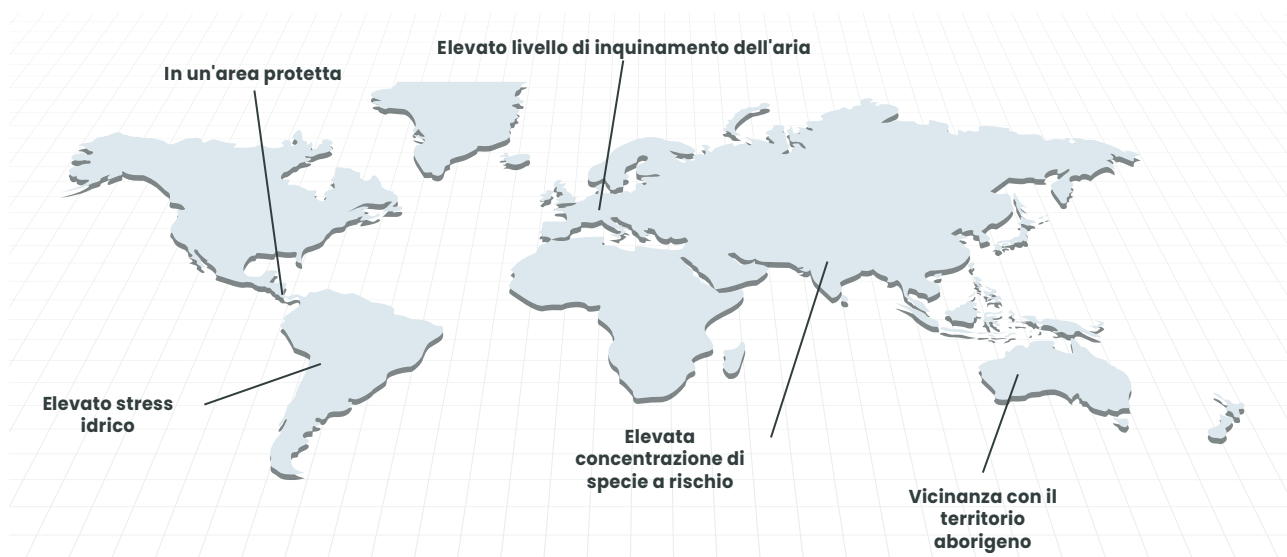 Elevato livello di inquinamento dell'aria
In un'area protetta
Elevato stress
idrico
Elevata
concentrazione di
specie a rischio
Vicinanza con il
territorio
aborigeno